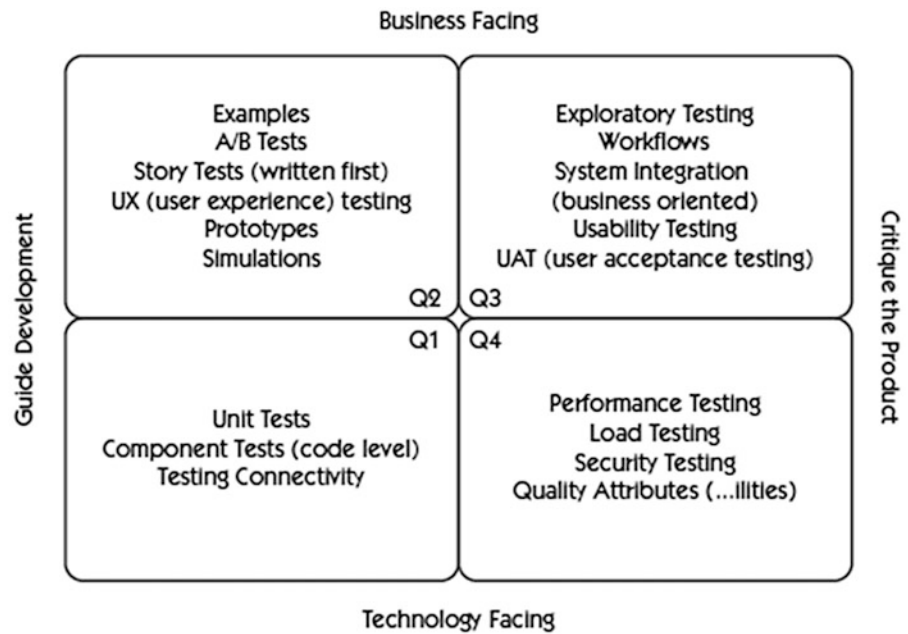 Business Facing
Guide Development
Examples
A/B Tests
Story Tests (written first)
UX (user experience) testing
Prototypes
Simulations
Q2
Exploratory Testing
Workflows
System Integration
(business oriented)
Usability Testing
UAT (user acceptance testing)
Q3
Critique the Product
Q1
Unit Tests
Component Tests (code level)
Testing Connectivity
Q4
Performance Testing
Load Testing
Security Testing
Quality Attributes (...ilities)
Technology Facing